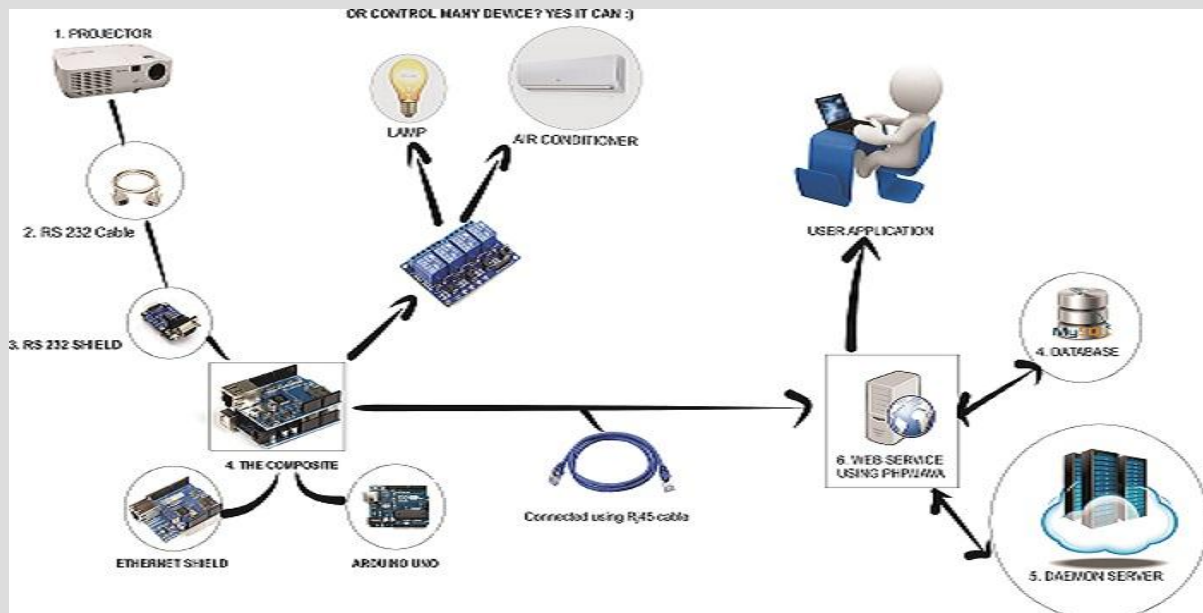 OR CONTROL MANY DEVICE? YES IT CAN :)
1. PROJECTOR
LAMP
AIR CONDITIONER
2. RS 232 Cable
USER APPLICATION
3. RS 232 SHIELD
MySQL
4. DATABASE
4. THE COMPOSITE
6. WEB SERVICE
USING PHP/JAVA
Connected using Rj45 cable
ETHERNET SHIELD
ARDUINO UNO
5. DAEMON SERVER